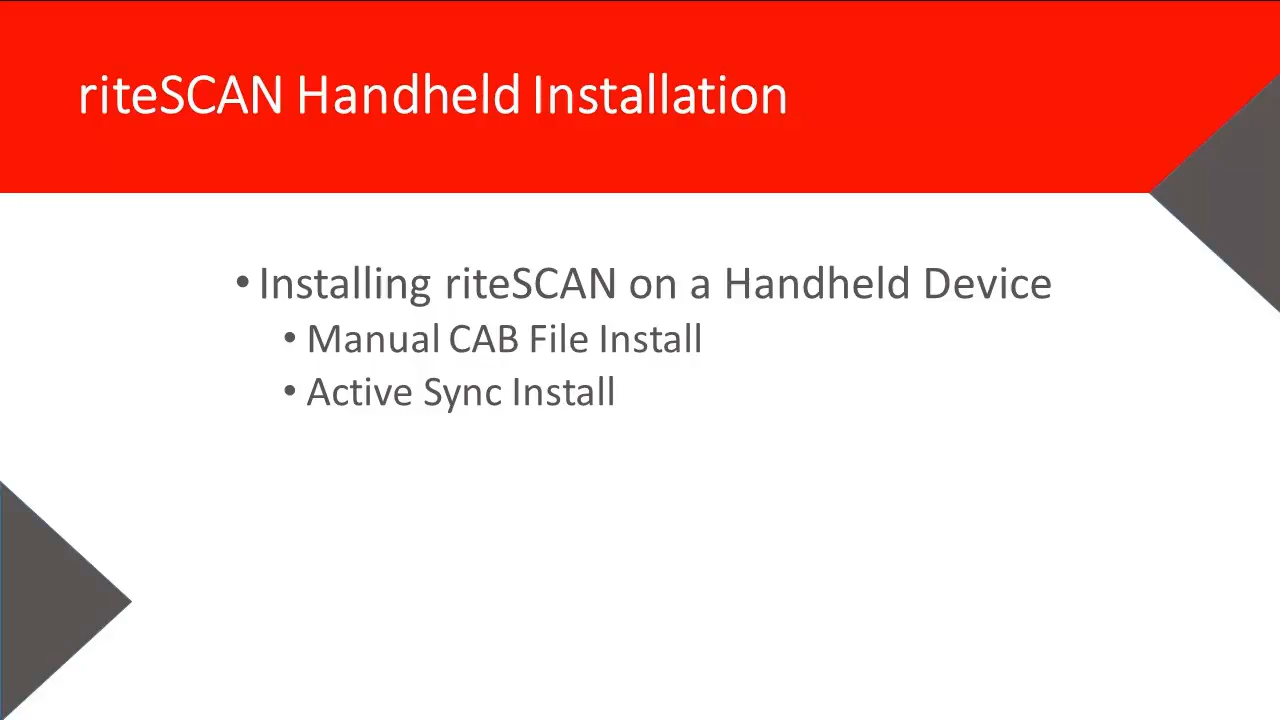 riteSCAN Handheld Installation
• Installing riteSCAN on a Handheld Device
• Manual CAB File Install
• Active Sync Install